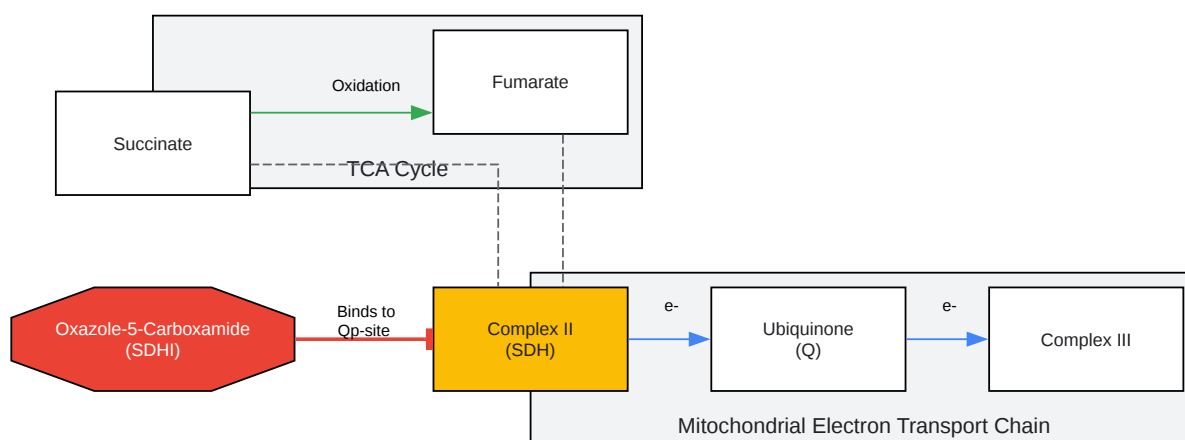 Oxidation
Fumarate
Succinate
TCA Cycle
Oxazole-5-Carboxamide
(SDHI)
Binds to
Qp-site
Complex II
(SDH)
e-
Ubiquinone
(Q)
e-
Complex III
Mitochondrial Electron Transport Chain